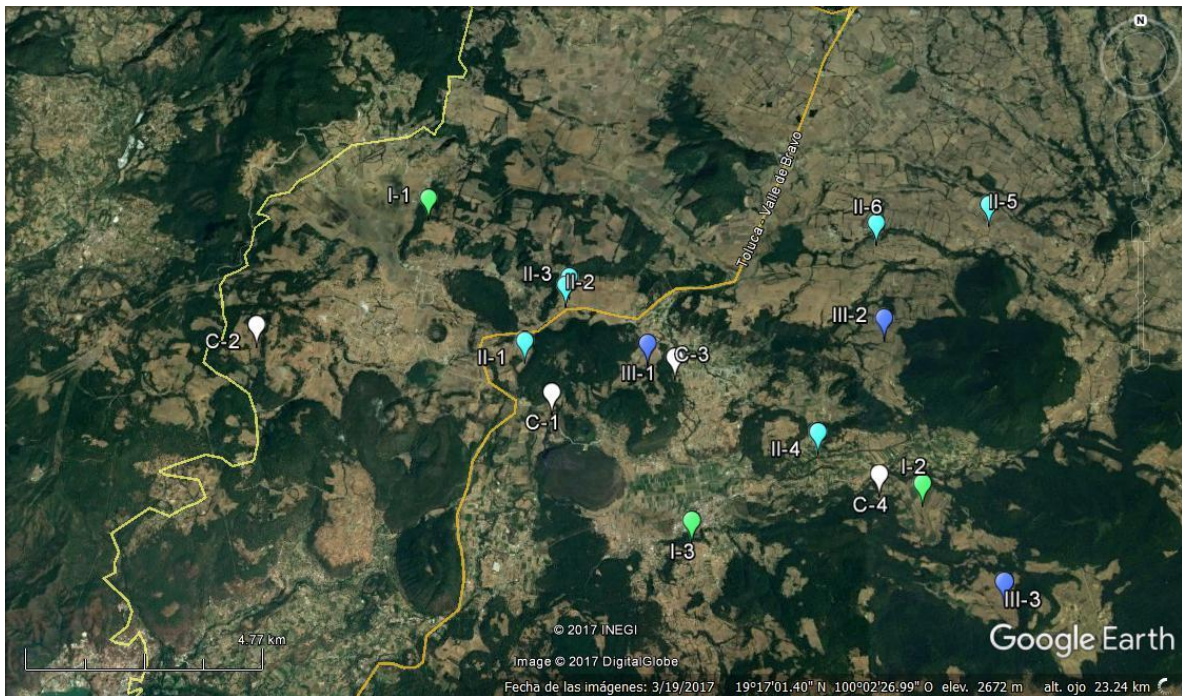 N
I-1
Toluca - Valle de Bravo
II-5
II-6
II-3
II-2
III-2
C-2
II-1
III-1
C-3
C-1
II-4
I-2
C-4
I-3
III-3
4.77 km
© 2017 INEGI
Google Earth
Image © 2017 DigitalGlobe
Fecha de las imágenes: 3/19/2017 19°17'01.40" N 100°02'26.99" O elev. 2672 m alt. ojo 23.24 km